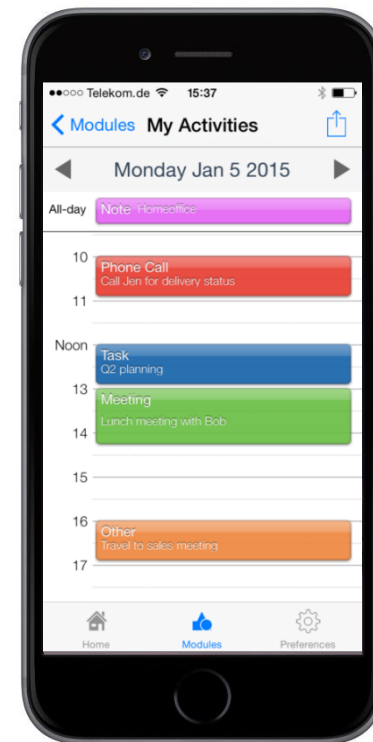 Telekom.de 15:37
Modules My Activities
Monday Jan 5 2015
All-day Note Homeoffice
10
Phone Call
Call Jen for delivery status
11
Noon
Task
Q2 planning
13
Meeting
Lunch meeting with Bob
14
15
16
Other
Travel to sales meeting
17
Home Modules Preferences